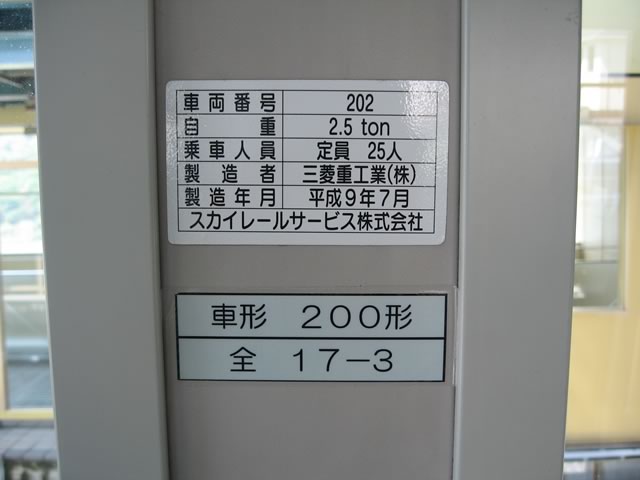 車両番号 202
自重 2.5 ton
乗車人員 定員 25人
製造者 三菱重工業(株)
製造年月 平成9年7月
スカイレールサービス株式会社
車形 200形
全 17-3